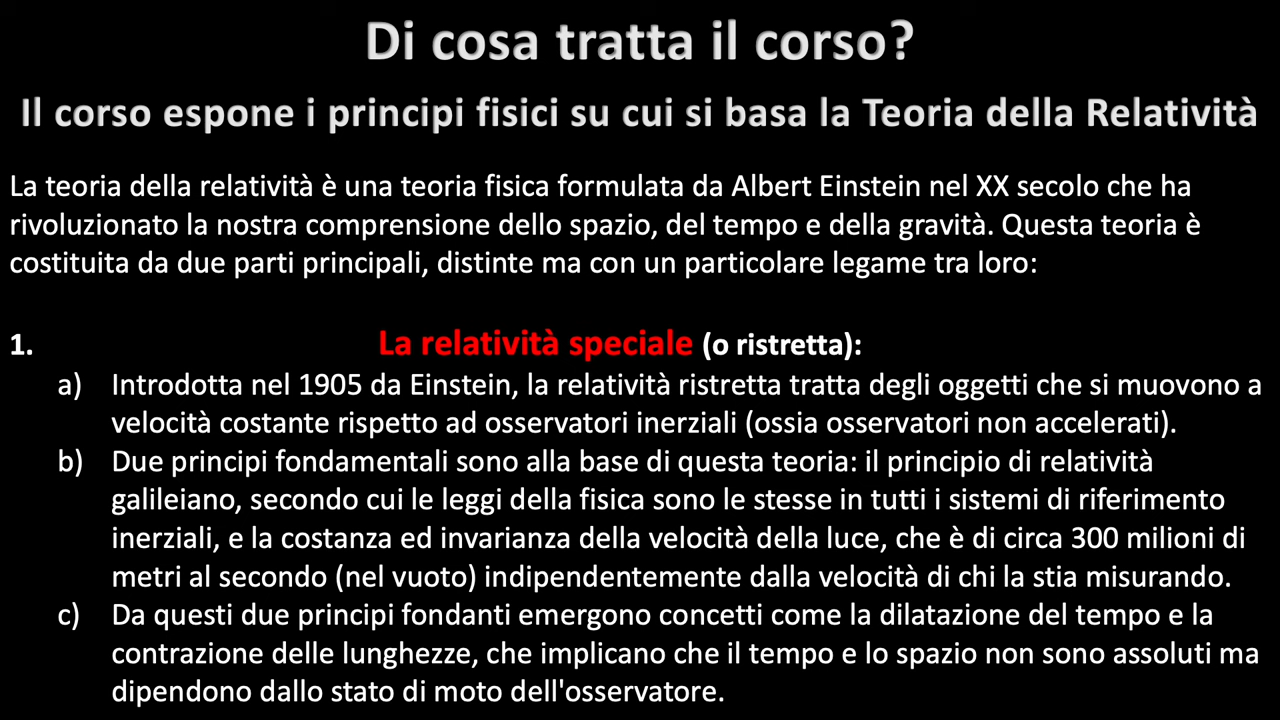 Di cosa tratta il corso?
Il corso espone i principi fisici su cui si basa la Teoria della Relatività
La teoria della relatività è una teoria fisica formulata da Albert Einstein nel XX secolo che ha
rivoluzionato la nostra comprensione dello spazio, del tempo e della gravità. Questa teoria è
costituita da due parti principali, distinte ma con un particolare legame tra loro:
1. La relatività speciale (o ristretta):
a) Introdotta nel 1905 da Einstein, la relatività ristretta tratta degli oggetti che si muovono a
velocità costante rispetto ad osservatori inerziali (ossia osservatori non accelerati).
b) Due principi fondamentali sono alla base di questa teoria: il principio di relatività
galileiano, secondo cui le leggi della fisica sono le stesse in tutti i sistemi di riferimento
inerziali, e la costanza ed invarianza della velocità della luce, che è di circa 300 milioni di
metri al secondo (nel vuoto) indipendentemente dalla velocità di chi la stia misurando.
c) Da questi due principi fondanti emergono concetti come la dilatazione del tempo e la
contrazione delle lunghezze, che implicano che il tempo e lo spazio non sono assoluti ma
dipendono dallo stato di moto dell'osservatore.